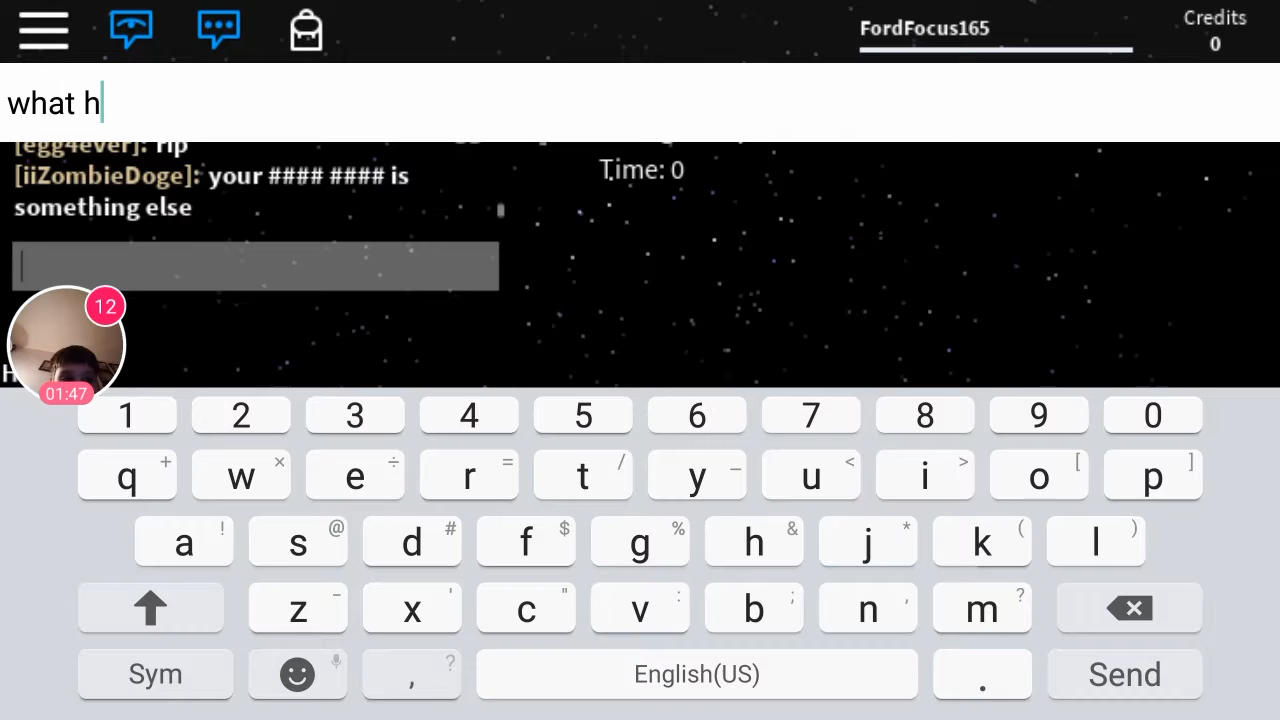 FordFocus165
Credits
0
what h
[egg4ever]: rip
[iiZombieDoge]: your #### #### is
something else
Time: 0
12
H
01:47
1 2 3 4 5 6 7 8 9 0
q + w × e ÷ r = t / y _ u < i > o [ p ]
a ! s @ d # f $ g % h & j * k ( l )
z - x ' c " v : b ; n , m ?
Sym , ? English(US) . Send